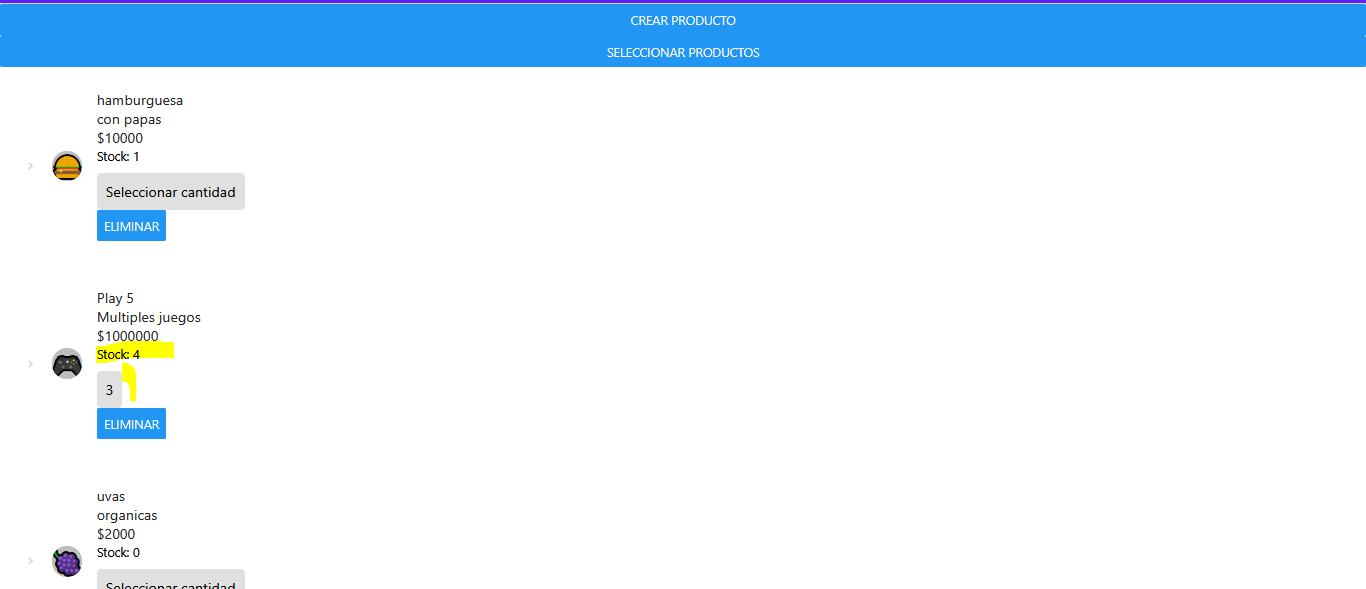 CREAR PRODUCTO
SELECCIONAR PRODUCTOS
hamburguesa
con papas
$10000
Stock: 1
Seleccionar cantidad
ELIMINAR
Play 5
Multiples juegos
$1000000
Stock: 4
3
ELIMINAR
uvas
organicas
$2000
Stock: 0
Seleccionar cantidad